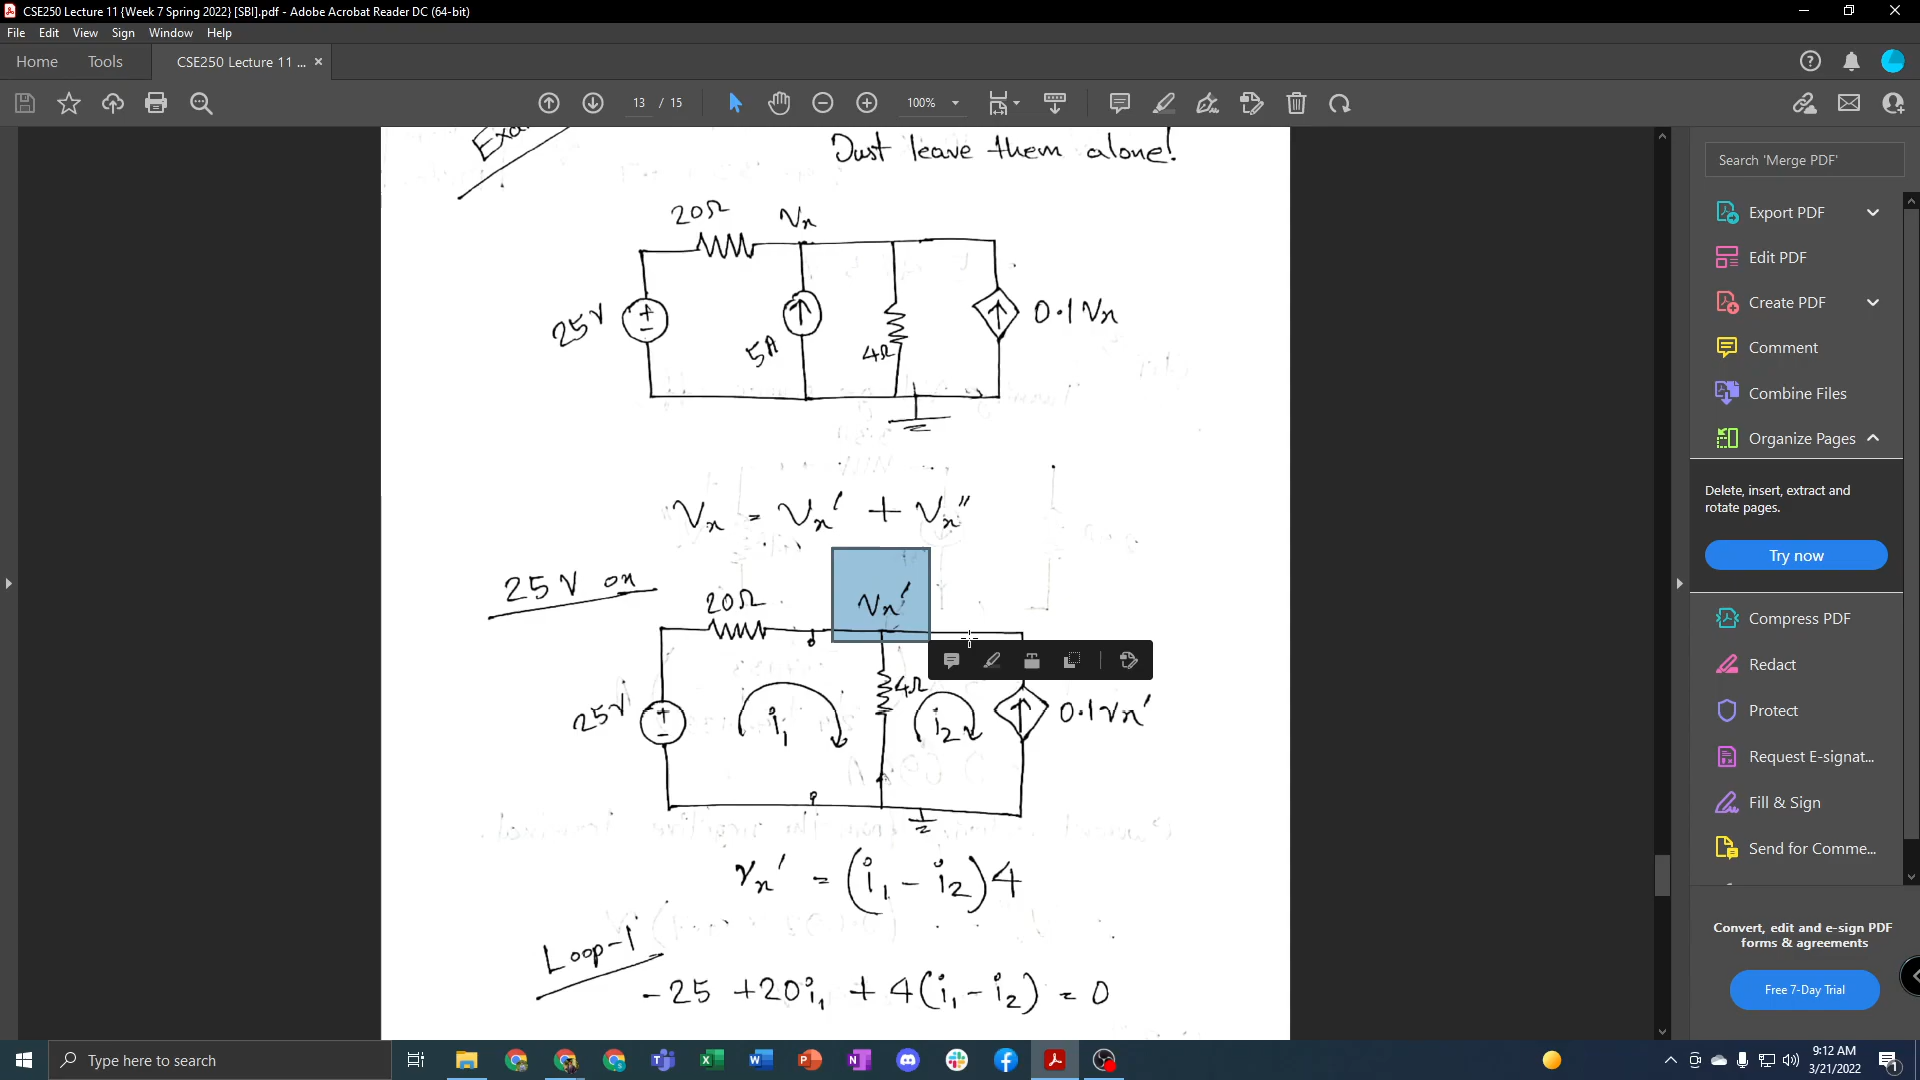 CSE250 Lecture 11 {Week 7 Spring 2022} [SBI].pdf - Adobe Acrobat Reader DC (64-bit)
File Edit View Sign Window Help
Home Tools CSE250 Lecture 11 ... ×
13 / 15 100%
Just leave them alone!
20Ω Vx
25V 5A 4Ω 0.1Vx
Vx = Vx' + Vx''
25V on
20Ω Vx'
25V i1 4Ω i2 0.1Vx'
Vx' = (i1 - i2)4
Loop-1
-25 + 20i1 + 4(i1 - i2) = 0
Search 'Merge PDF'
Export PDF
Edit PDF
Create PDF
Comment
Combine Files
Organize Pages
Delete, insert, extract and
rotate pages.
Try now
Compress PDF
Redact
Protect
Request E-signat...
Fill & Sign
Send for Comme...
Convert, edit and e-sign PDF
forms & agreements
Free 7-Day Trial
Type here to search
9:12 AM
3/21/2022
1